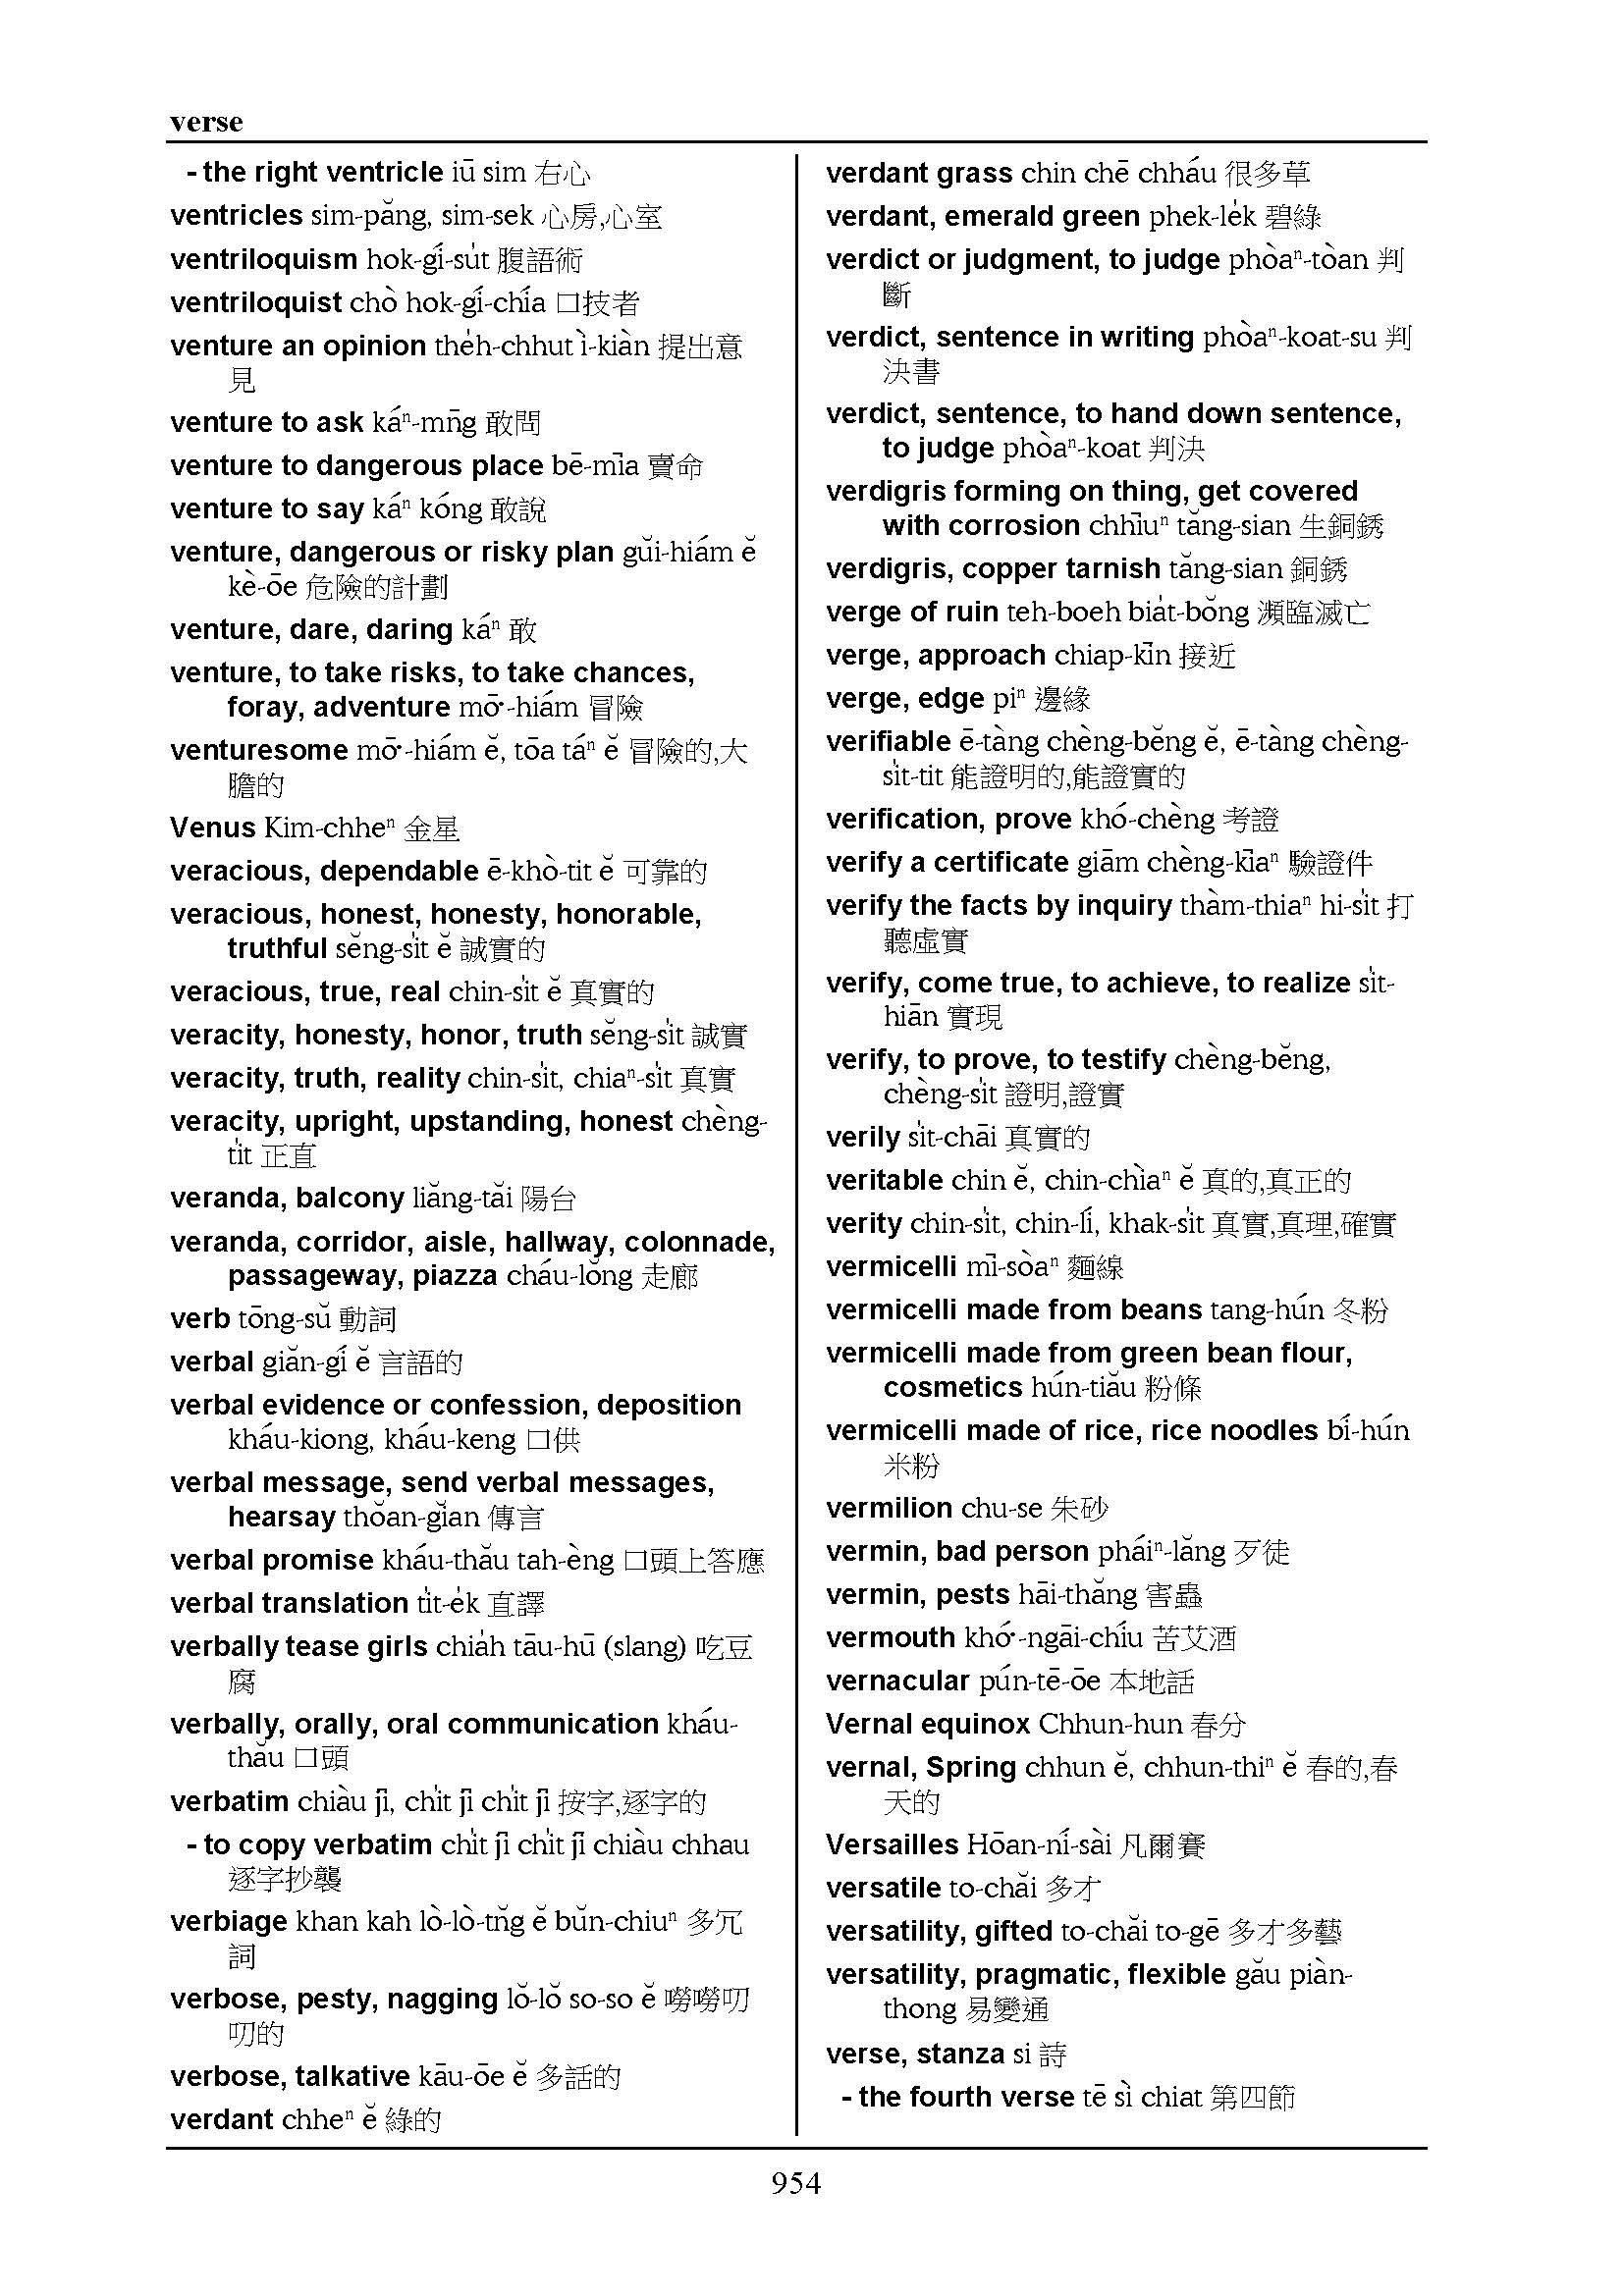 verse
- the right ventricle iū sim 右心
ventricles sim-păng, sim-sek 心房,心室
ventriloquism hok-gí-su̍t 腹語術
ventriloquist chò hok-gí-chía 口技者
venture an opinion the̍h-chhut ì-kiàn 提出意
見
venture to ask káⁿ-mn̄g 敢問
venture to dangerous place bē-mīa 賣命
venture to say káⁿ kóng 敢說
venture, dangerous or risky plan gŭi-hiám ĕ
kè-ōe 危險的計劃
venture, dare, daring káⁿ 敢
venture, to take risks, to take chances,
foray, adventure mō͘-hiám 冒險
venturesome mō͘-hiám ĕ, tōa táⁿ ĕ 冒險的,大
膽的
Venus Kim-chheⁿ 金星
veracious, dependable ē-khò-tit ĕ 可靠的
veracious, honest, honesty, honorable,
truthful sĕng-si̍t ĕ 誠實的
veracious, true, real chin-si̍t ĕ 真實的
veracity, honesty, honor, truth sĕng-si̍t 誠實
veracity, truth, reality chin-si̍t, chiaⁿ-si̍t 真實
veracity, upright, upstanding, honest chèng-
ti̍t 正直
veranda, balcony liăng-tăi 陽台
veranda, corridor, aisle, hallway, colonnade,
passageway, piazza cháu-lŏng 走廊
verb tōng-sŭ 動詞
verbal giăn-gí ĕ 言語的
verbal evidence or confession, deposition
kháu-kiong, kháu-keng 口供
verbal message, send verbal messages,
hearsay thŏan-gĭan 傳言
verbal promise kháu-thău tah-èng 口頭上答應
verbal translation ti̍t-e̍k 直譯
verbally tease girls chia̍h tāu-hū (slang) 吃豆
腐
verbally, orally, oral communication kháu-
thău 口頭
verbatim chiàu jī, chi̍t jī chi̍t jī 按字,逐字的
- to copy verbatim chi̍t jī chi̍t jī chiàu chhau
逐字抄襲
verbiage khan kah lò-lò-tn̆g ĕ bŭn-chiuⁿ 多冗
詞
verbose, pesty, nagging lŏ-lŏ so-so ĕ 嘮嘮叨
叨的
verbose, talkative kāu-ōe ĕ 多話的
verdant chheⁿ ĕ 綠的
verdant grass chin chē chháu 很多草
verdant, emerald green phek-le̍k 碧綠
verdict or judgment, to judge phòaⁿ-tòan 判
斷
verdict, sentence in writing phòaⁿ-koat-su 判
決書
verdict, sentence, to hand down sentence,
to judge phòaⁿ-koat 判決
verdigris forming on thing, get covered
with corrosion chhīuⁿ tăng-sian 生銅銹
verdigris, copper tarnish tăng-sian 銅銹
verge of ruin teh-boeh bia̍t-bŏng 瀕臨滅亡
verge, approach chiap-kīn 接近
verge, edge piⁿ 邊緣
verifiable ē-tàng chèng-bĕng ĕ, ē-tàng chèng-
si̍t-tit 能證明的,能證實的
verification, prove khó-chèng 考證
verify a certificate giām chèng-kīaⁿ 驗證件
verify the facts by inquiry thàm-thiaⁿ hi-si̍t 打
聽虛實
verify, come true, to achieve, to realize si̍t-
hiān 實現
verify, to prove, to testify chèng-bĕng,
chèng-si̍t 證明,證實
verily si̍t-chāi 真實的
veritable chin ĕ, chin-chìaⁿ ĕ 真的,真正的
verity chin-si̍t, chin-lí, khak-si̍t 真實,真理,確實
vermicelli mī-sòaⁿ 麵線
vermicelli made from beans tang-hún 冬粉
vermicelli made from green bean flour,
cosmetics hún-tiău 粉條
vermicelli made of rice, rice noodles bí-hún
米粉
vermilion chu-se 朱砂
vermin, bad person pháiⁿ-lăng 歹徒
vermin, pests hāi-thăng 害蟲
vermouth khó͘-ngāi-chíu 苦艾酒
vernacular pún-tē-ōe 本地話
Vernal equinox Chhun-hun 春分
vernal, Spring chhun ĕ, chhun-thiⁿ ĕ 春的,春
天的
Versailles Hōan-ní-sài 凡爾賽
versatile to-chăi 多才
versatility, gifted to-chăi to-gē 多才多藝
versatility, pragmatic, flexible gău piàn-
thong 易變通
verse, stanza si 詩
- the fourth verse tē sì chiat 第四節
954